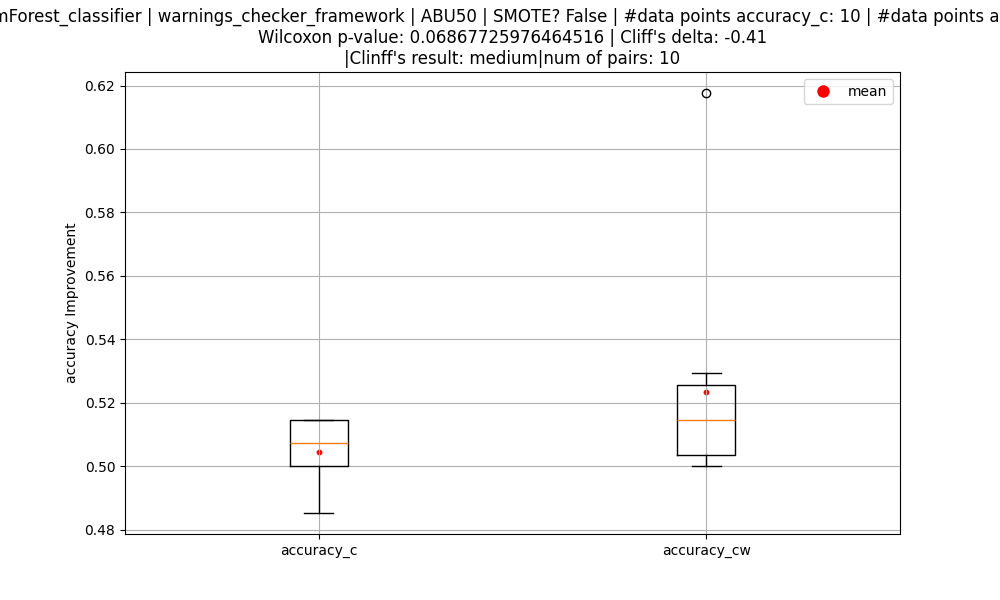 mForest_classifier | warnings_checker_framework | ABU50 | SMOTE? False | #data points accuracy_c: 10 | #data points a
Wilcoxon p-value: 0.06867725976464516 | Cliff's delta: -0.41
|Clinff's result: medium|num of pairs: 10
mean
0.62
0.60
0.58
0.56
0.54
0.52
0.50
0.48
accuracy Improvement
accuracy_c
accuracy_cw